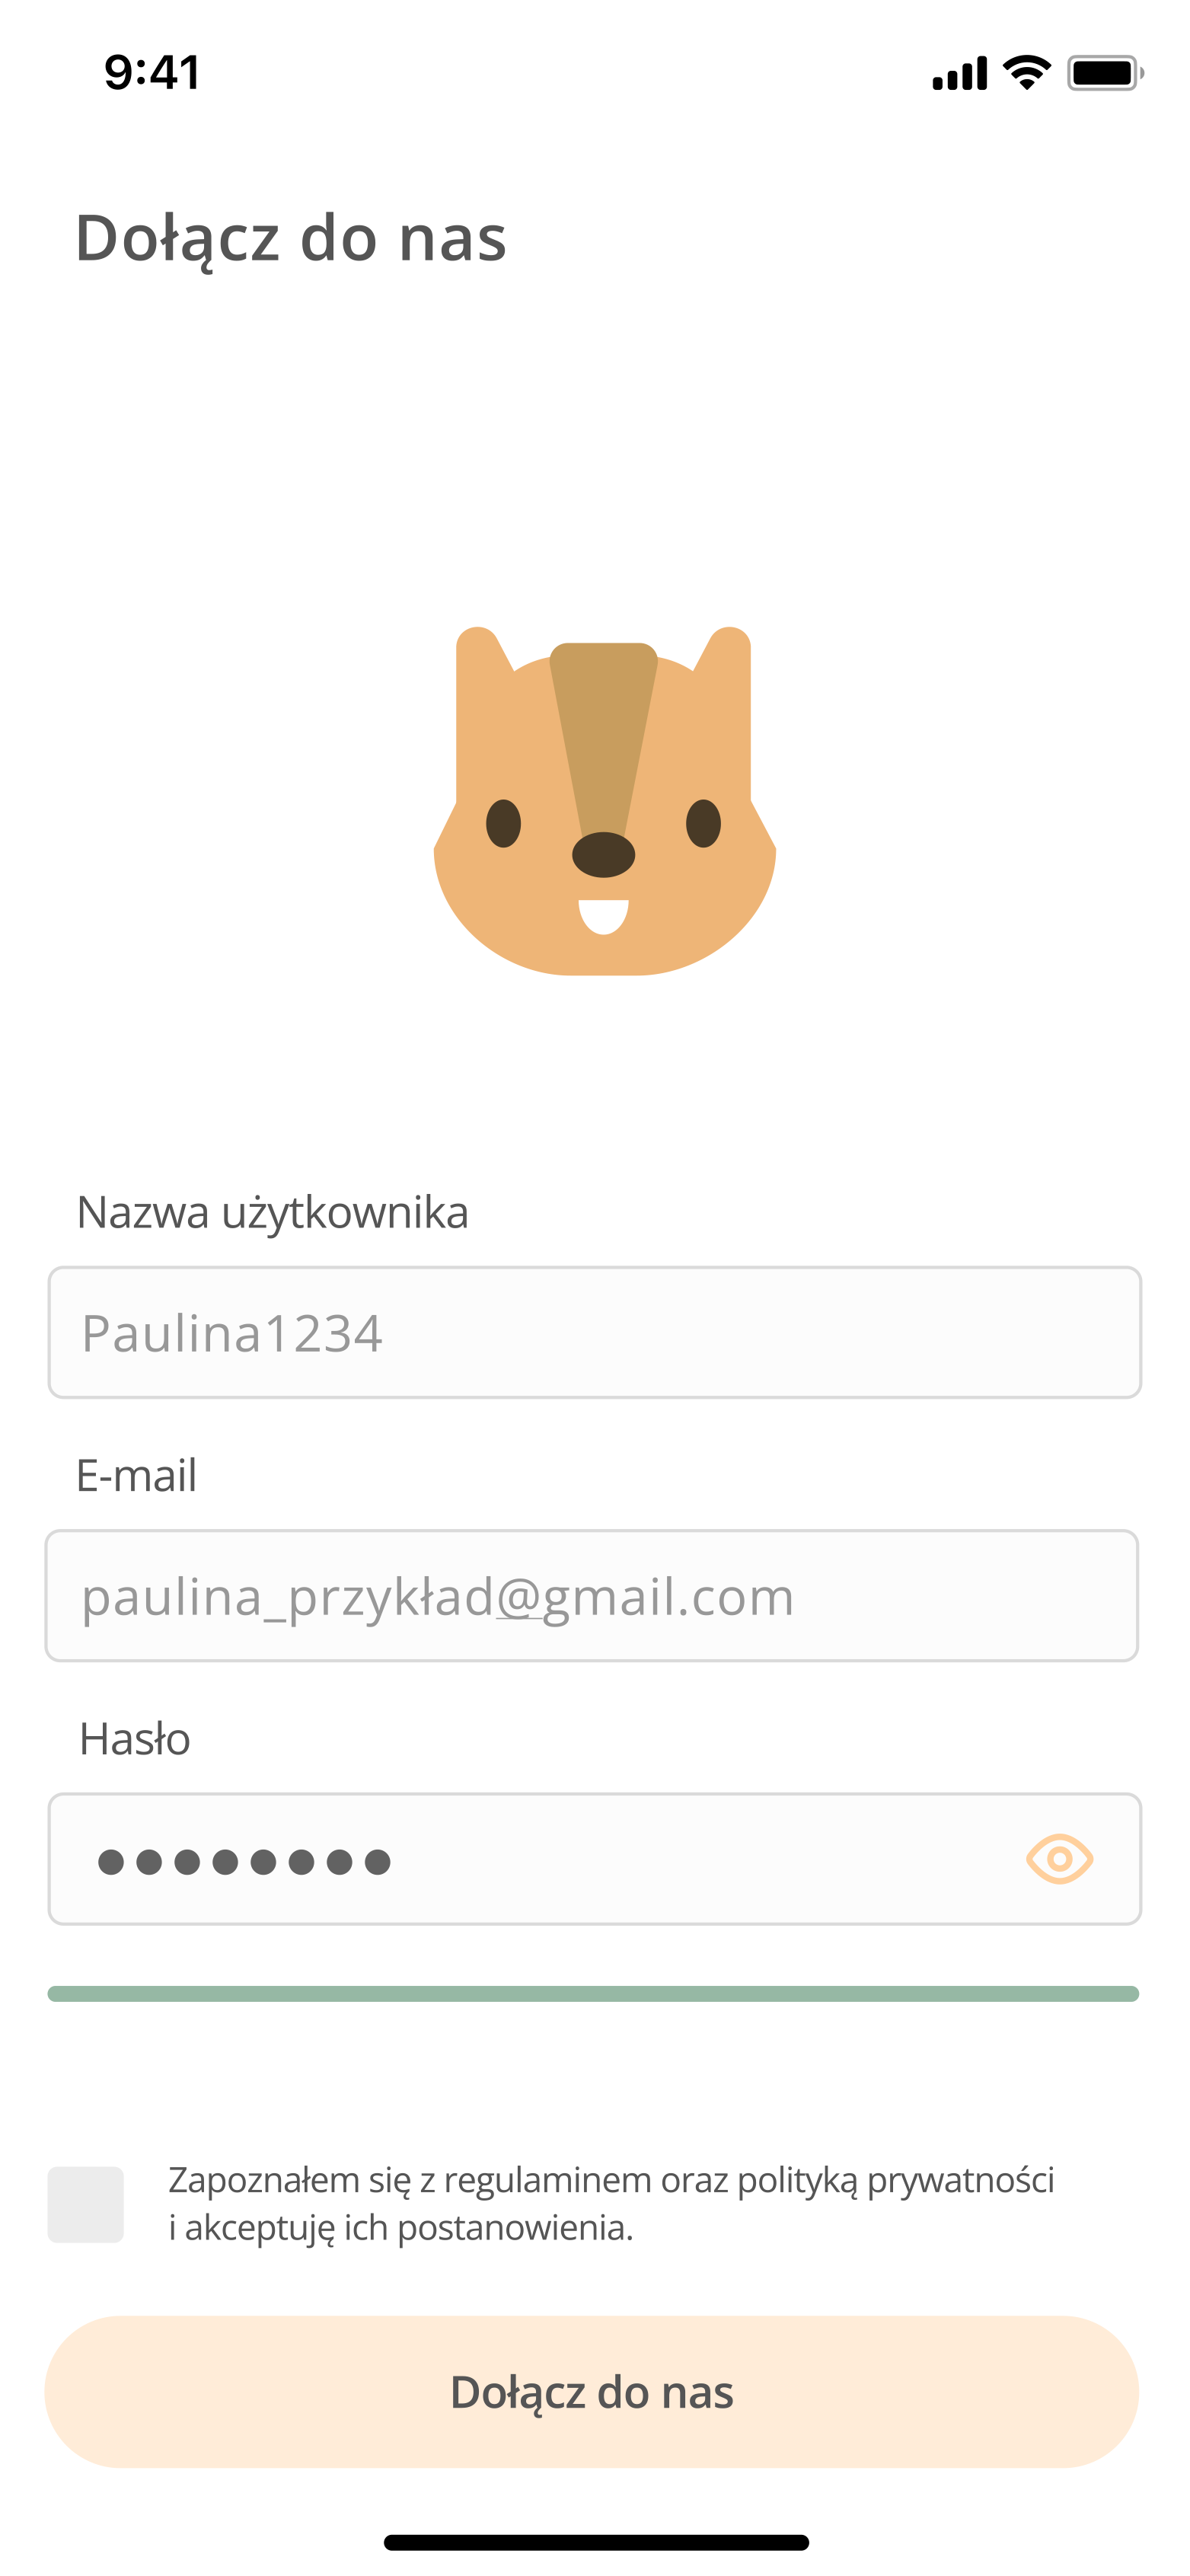 9:41
Dołącz do nas
Nazwa użytkownika
Paulina1234
E-mail
paulina_przykład@gmail.com
Hasło
Zapoznałem się z regulaminem oraz polityką prywatności
i akceptuję ich postanowienia.
Dołącz do nas